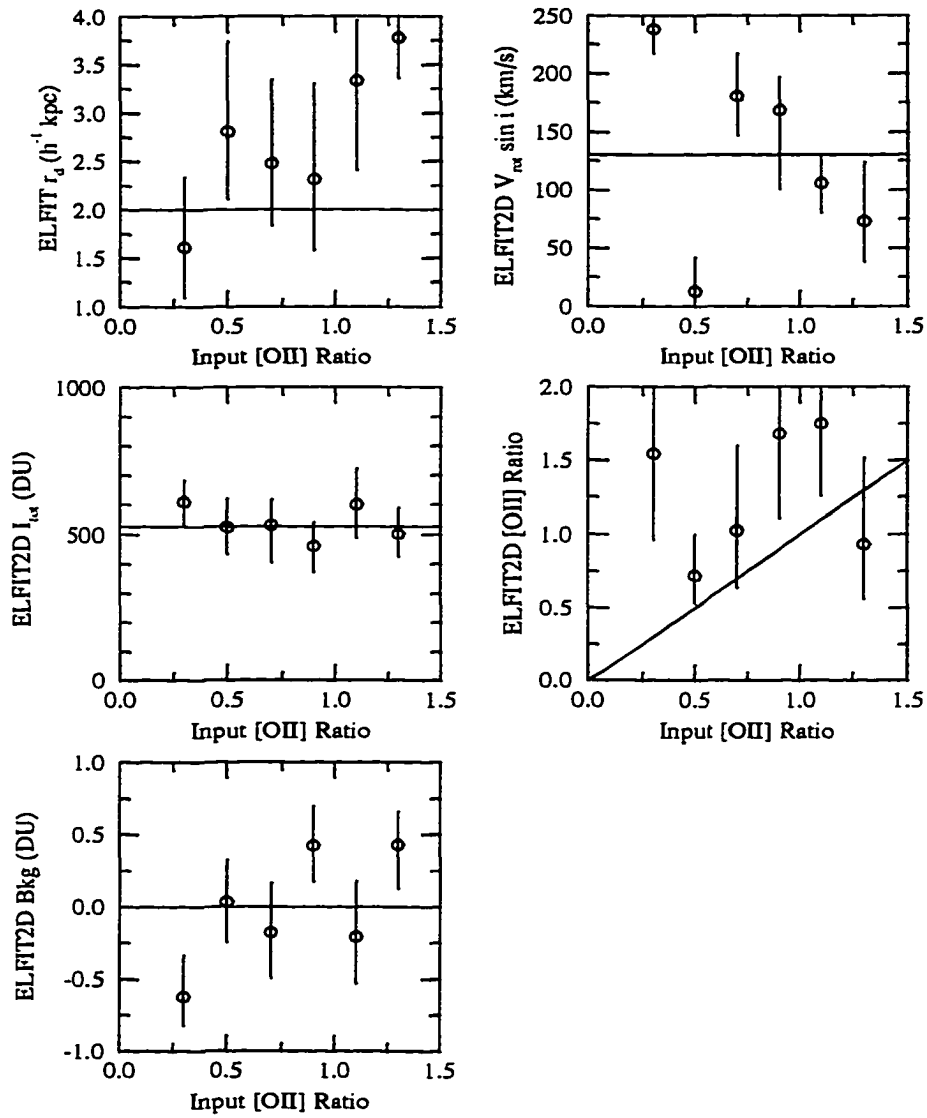 ELFIT r_d (h⁻¹ kpc)
4.0
3.5
3.0
2.5
2.0
1.5
1.0
0.0 0.5 1.0 1.5
Input [OII] Ratio
ELFIT2D V_rot sin i (km/s)
250
200
150
100
50
0
0.0 0.5 1.0 1.5
Input [OII] Ratio
ELFIT2D I_tot (DU)
1000
500
0
0.0 0.5 1.0 1.5
Input [OII] Ratio
ELFIT2D [OII] Ratio
2.0
1.5
1.0
0.5
0.0
0.0 0.5 1.0 1.5
Input [OII] Ratio
ELFIT2D Bkg (DU)
1.0
0.5
0.0
-0.5
-1.0
0.0 0.5 1.0 1.5
Input [OII] Ratio